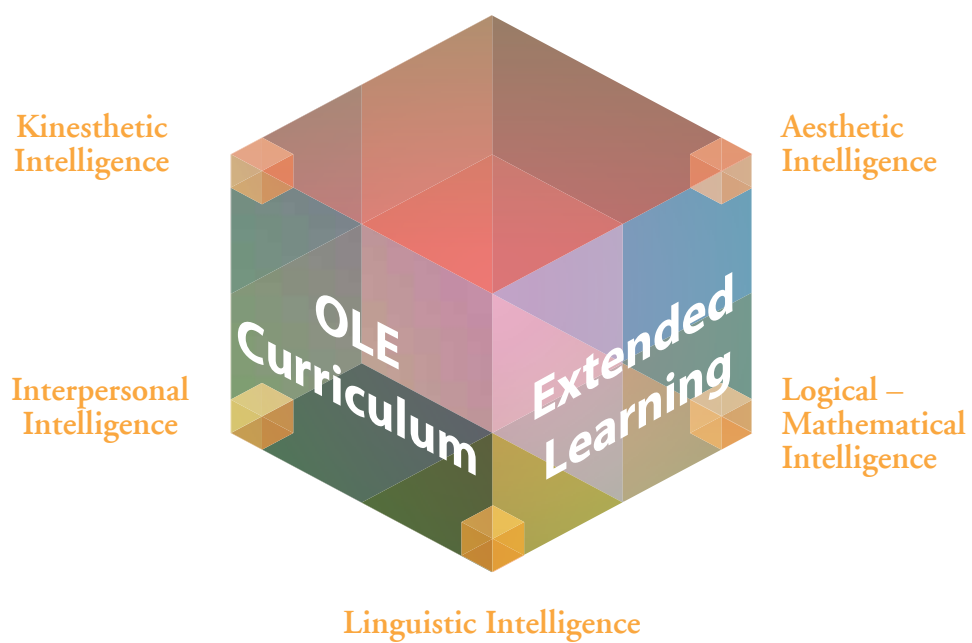 Kinesthetic
Intelligence
Aesthetic
Intelligence
OLE
Curriculum
Extended
Learning
Interpersonal
Intelligence
Logical –
Mathematical
Intelligence
Linguistic Intelligence